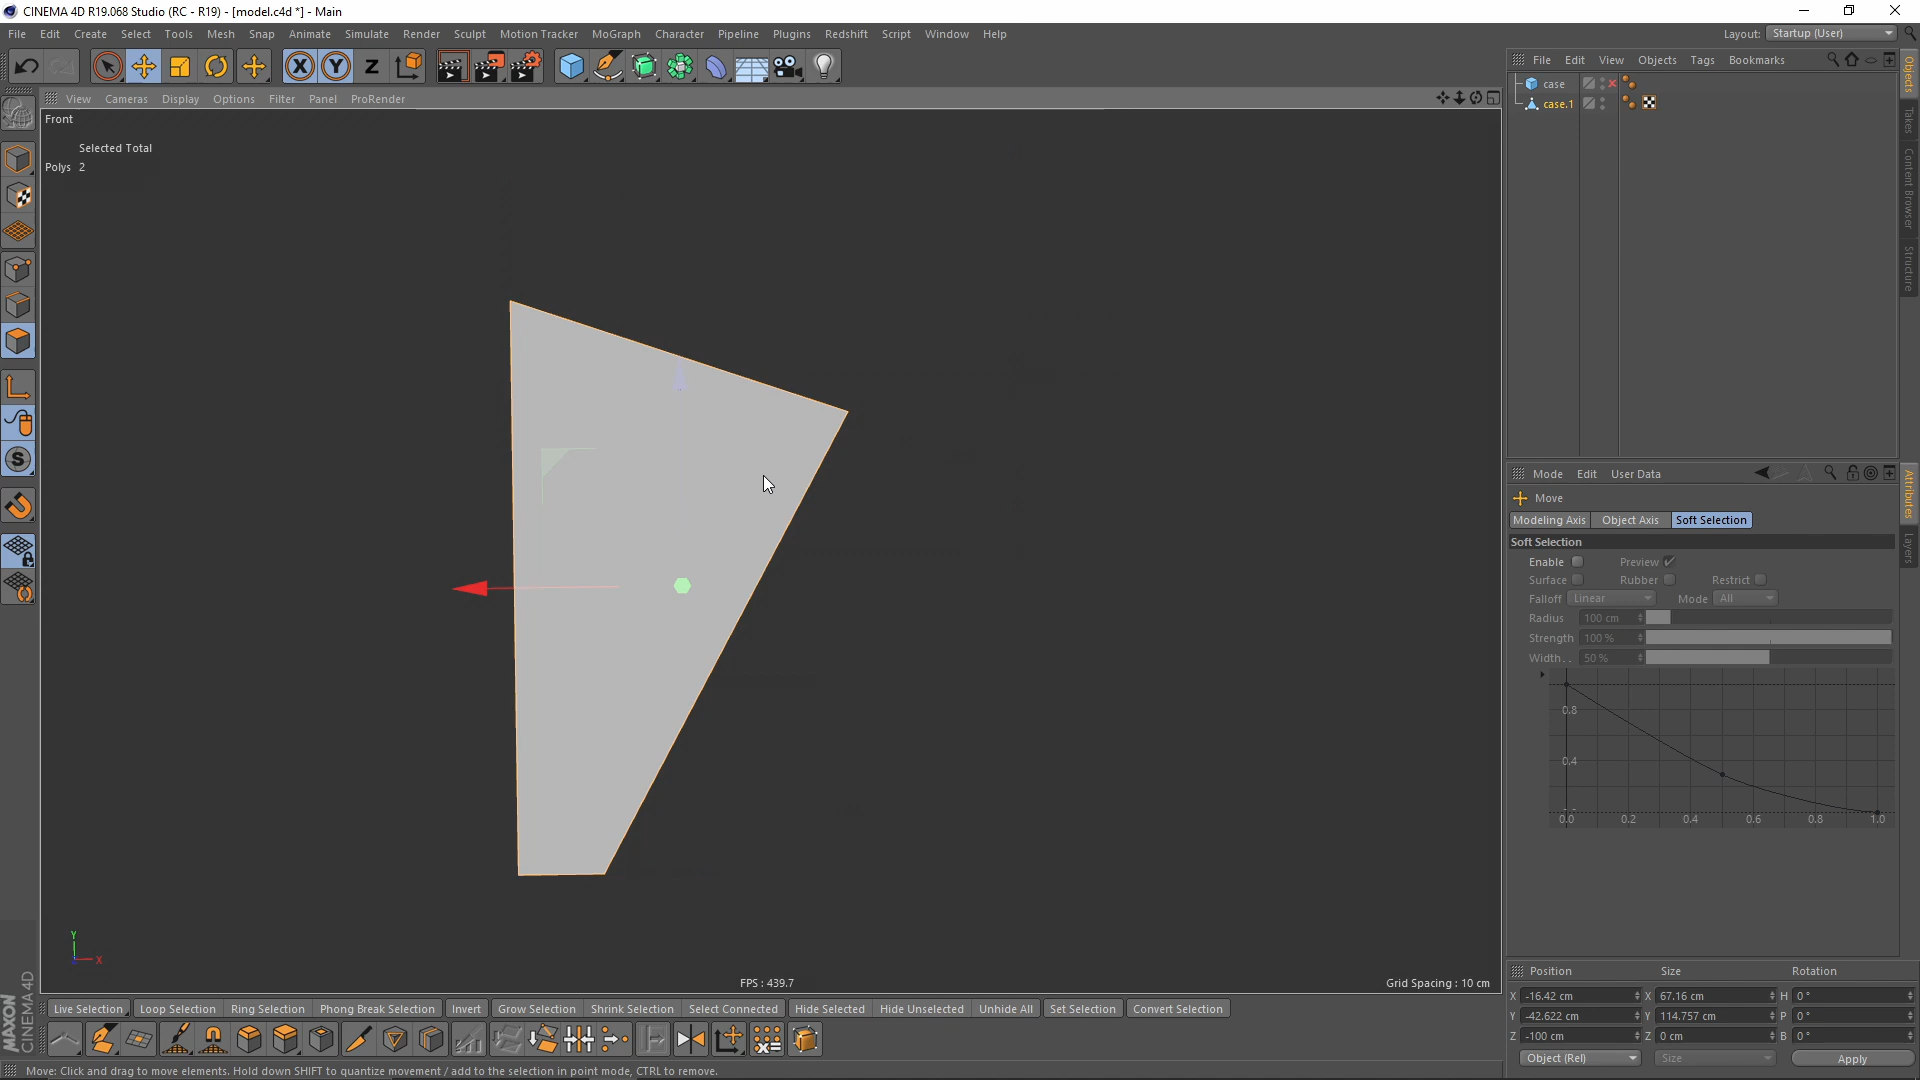 CINEMA 4D R19.068 Studio (RC - R19) - [model.c4d *] - Main
File Edit Create Select Tools Mesh Snap Animate Simulate Render Sculpt Motion Tracker MoGraph Character Pipeline Plugins Redshift Script Window Help
Layout: Startup (User)
X Y Z
View Cameras Display Options Filter Panel ProRender
Front
Selected Total
Polys 2
File Edit View Objects Tags Bookmarks
case
case.1
Objects
Takes
Content Browser
Structure
Mode Edit User Data
Move
Modeling Axis Object Axis Soft Selection
Soft Selection
Enable Preview
Surface Rubber Restrict
Falloff Linear Mode All
Radius 100 cm
Strength 100 %
Width. . 50 %
0.8
0.4
0.0 0.2 0.4 0.6 0.8 1.0
Attributes
Layers
S
Y
X
FPS : 439.7
Grid Spacing : 10 cm
Live Selection Loop Selection Ring Selection Phong Break Selection Invert Grow Selection Shrink Selection Select Connected Hide Selected Hide Unselected Unhide All Set Selection Convert Selection
MAXON
CINEMA 4D
Position Size Rotation
X -16.42 cm X 67.16 cm H 0 °
Y -42.622 cm Y 114.757 cm P 0 °
Z -100 cm Z 0 cm B 0 °
Object (Rel) Size Apply
Move: Click and drag to move elements. Hold down SHIFT to quantize movement / add to the selection in point mode, CTRL to remove.